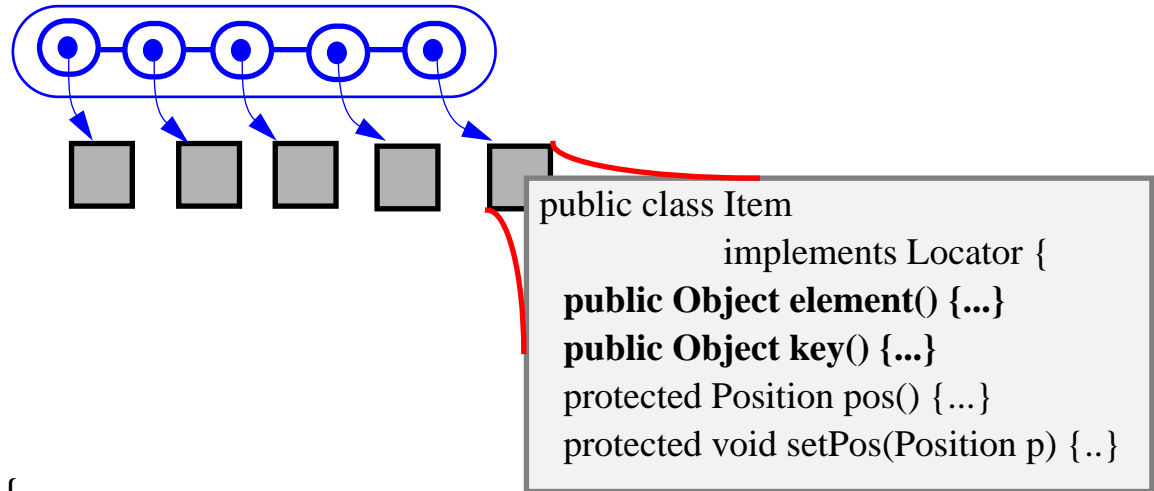 public class Item
implements Locator {
public Object element() {...}
public Object key() {...}
protected Position pos() {...}
protected void setPos(Position p) {..}
{